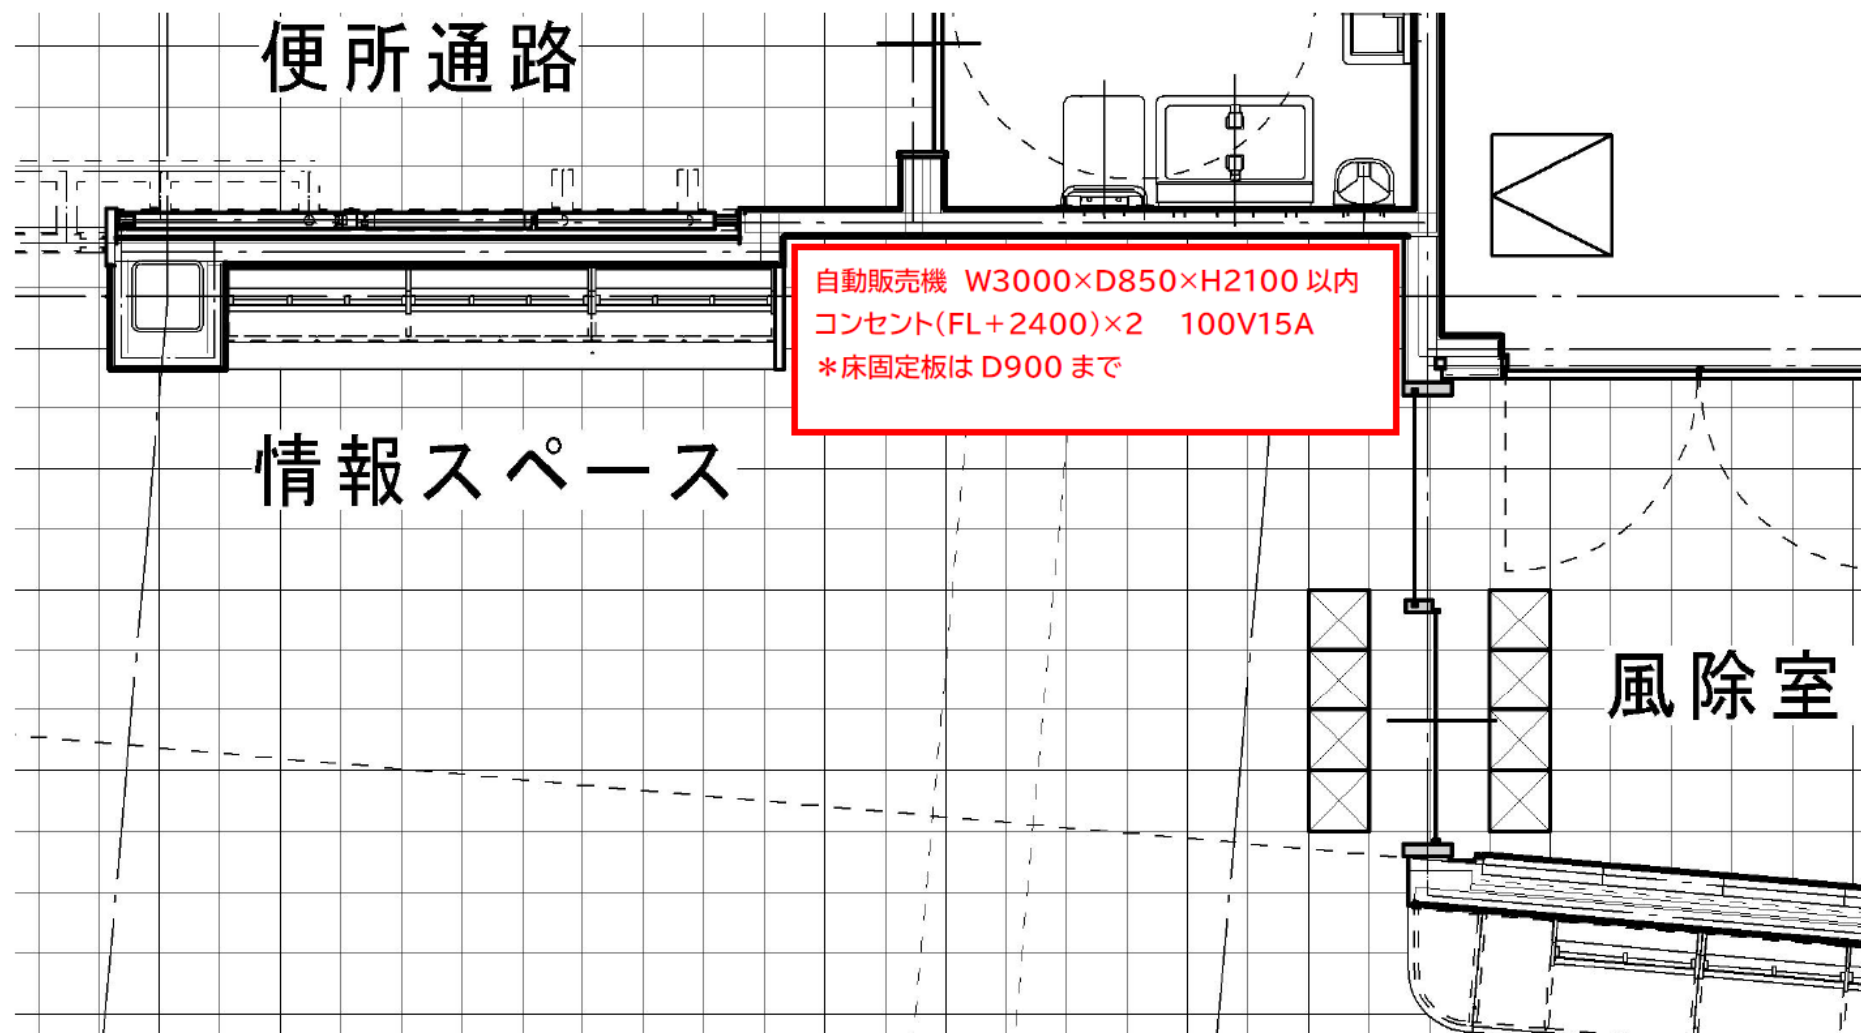 便所通路
自動販売機 W3000×D850×H2100 以内
コンセント(FL+2400)×2 100V15A
*床固定板は D900 まで
情報スペース
風除室